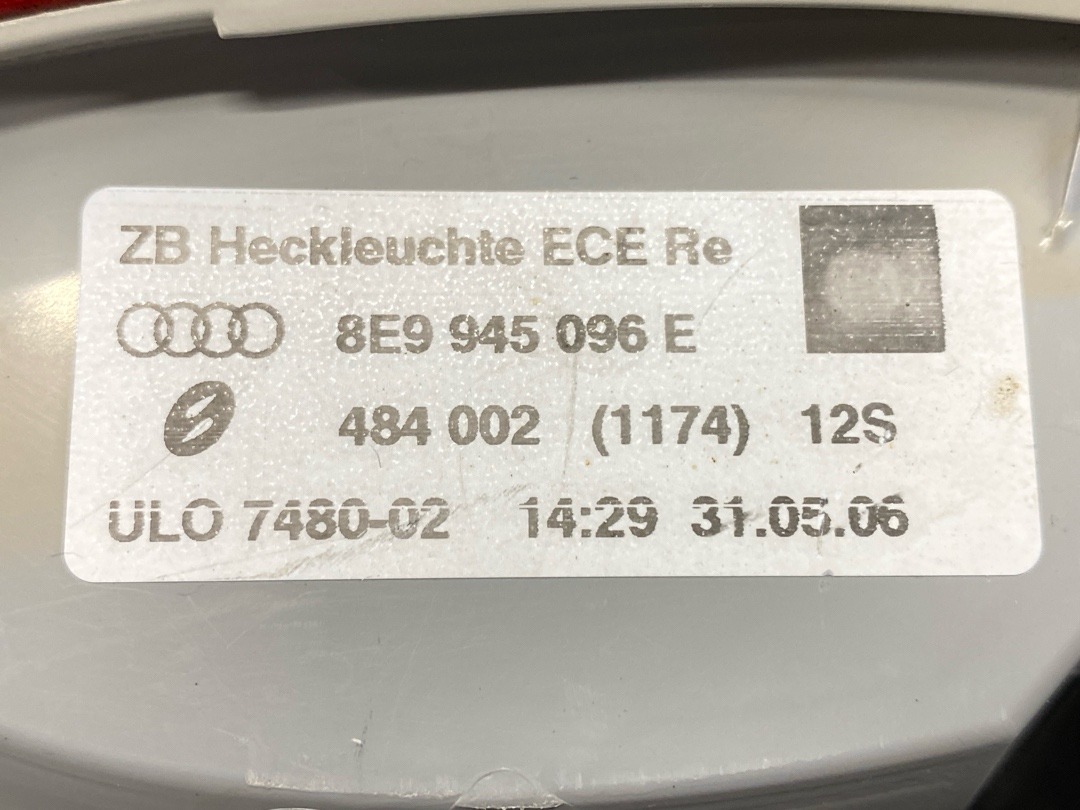 ZB Heckleuchte ECE Re
8E9 945 096 E
484 002 (1174) 12S
ULO 7480-02 14:29 31.05.06